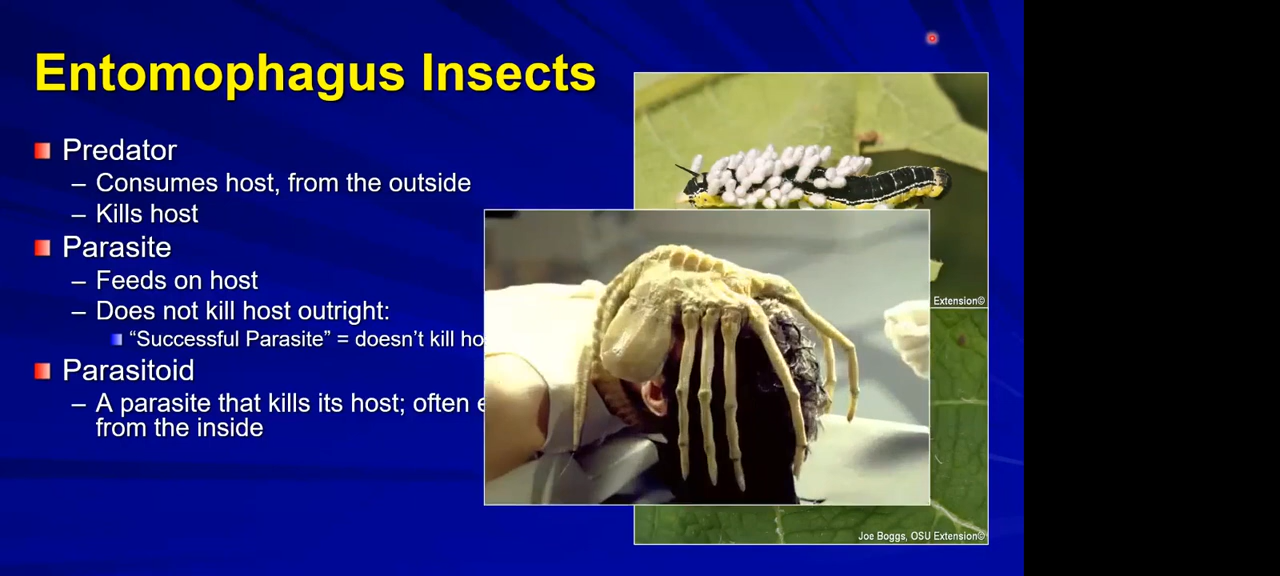 Entomophagus Insects
Predator
– Consumes host, from the outside
– Kills host
Parasite
– Feeds on host
– Does not kill host outright:
“Successful Parasite” = doesn’t kill
Parasitoid
– A parasite that kills its host; often
from the inside
Extension©
Joe Boggs, OSU Extension©